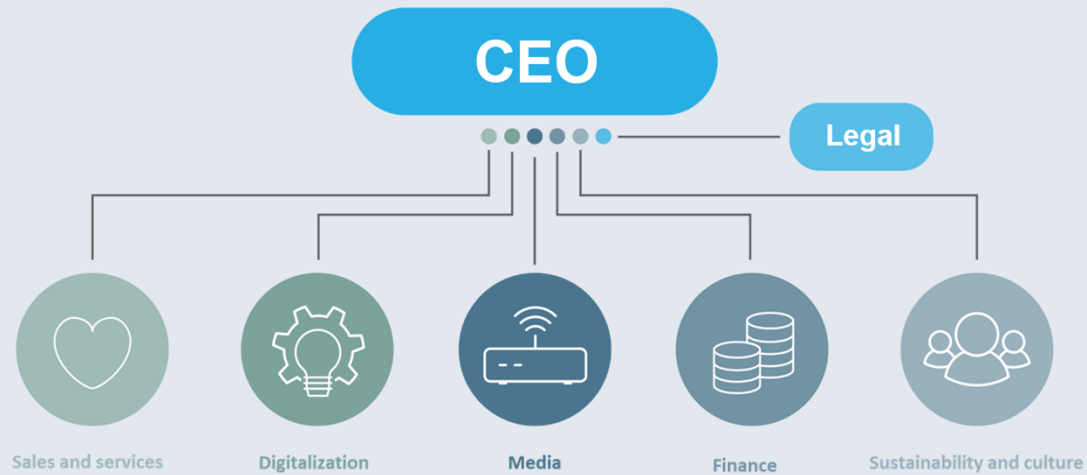 CEO
Legal
Sales and services
Digitalization
Media
Finance
Sustainability and culture